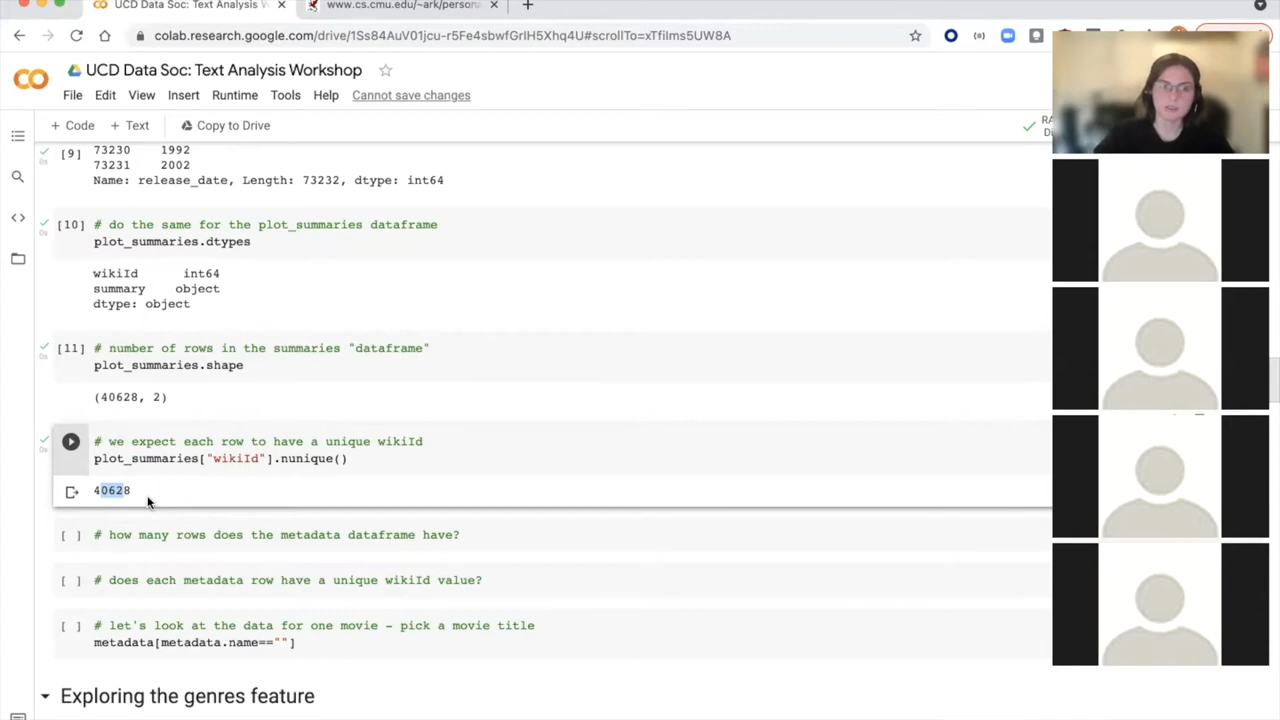 UCD Data Soc: Text Analysis W
www.cs.cmu.edu/~ark/person
colab.research.google.com/drive/1Ss84AuV01jcu-r5Fe4sbwfGrlH5Xhq4U#scrollTo=xTfiIms5UW8A
UCD Data Soc: Text Analysis Workshop
File Edit View Insert Runtime Tools Help Cannot save changes
+ Code + Text Copy to Drive
[9] 73230 1992
73231 2002
Name: release_date, Length: 73232, dtype: int64
[10] # do the same for the plot_summaries dataframe
plot_summaries.dtypes
wikiId int64
summary object
dtype: object
[11] # number of rows in the summaries "dataframe"
plot_summaries.shape
(40628, 2)
# we expect each row to have a unique wikiId
plot_summaries["wikiId"].nunique()
40628
[ ] # how many rows does the metadata dataframe have?
[ ] # does each metadata row have a unique wikiId value?
[ ] # let's look at the data for one movie - pick a movie title
metadata[metadata.name==""]
Exploring the genres feature